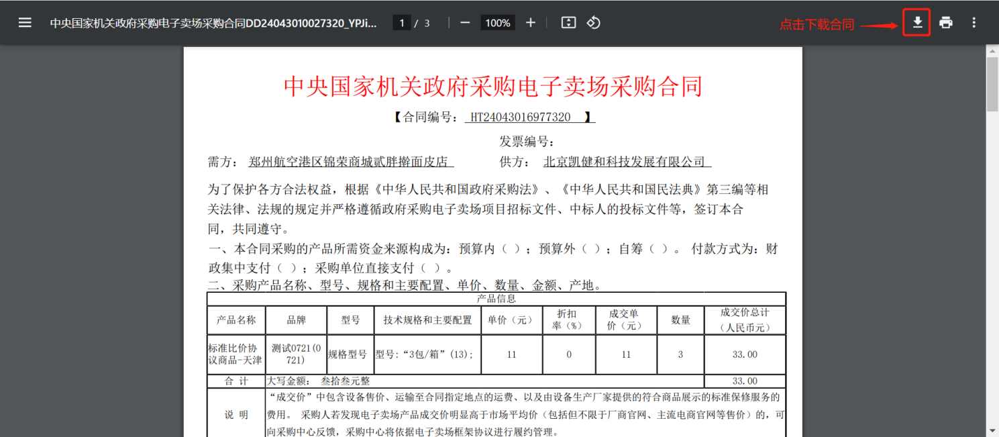 中央国家机关政府采购电子卖场采购合同DD24043010027320_YPJi... 1 / 3 100% 点击下载合同
中央国家机关政府采购电子卖场采购合同
【合同编号： HT24043016977320 】
发票编号：
需方： 郑州航空港区锦荣商城贰胖擀面皮店 供方： 北京凯健和科技发展有限公司
为了保护各方合法权益，根据《中华人民共和国政府采购法》、《中华人民共和国民法典》第三编等相
关法律、法规的规定并严格遵循政府采购电子卖场项目招标文件、中标人的投标文件等，签订本合
同，共同遵守。
一、本合同采购的产品所需资金来源构成为：预算内（ ）；预算外（ ）；自筹（ ）。 付款方式为：财
政集中支付（ ）；采购单位直接支付（ ）。
二、采购产品名称、型号、规格和主要配置、单价、数量、金额、产地。
产品信息
产品名称 品牌 型号 技术规格和主要配置 单价（元） 折扣率（%） 成交单价（元） 数量 成交价总计（人民币元）
标准比价协议商品-天津 测试0721(0721) 规格型号 型号:“3包/箱”(13); 11 0 11 3 33.00
合 计 大写金额： 叁拾叁元整 33.00
说 明 “成交价”中包含设备售价、运输至合同指定地点的运费、以及由设备生产厂家提供的符合商品展示的标准保修服务的
费用。 采购人若发现电子卖场产品成交价明显高于市场平均价（包括但不限于厂商官网、主流电商官网等售价）的，可
向采购中心反馈，采购中心将依据电子卖场框架协议进行履约管理。